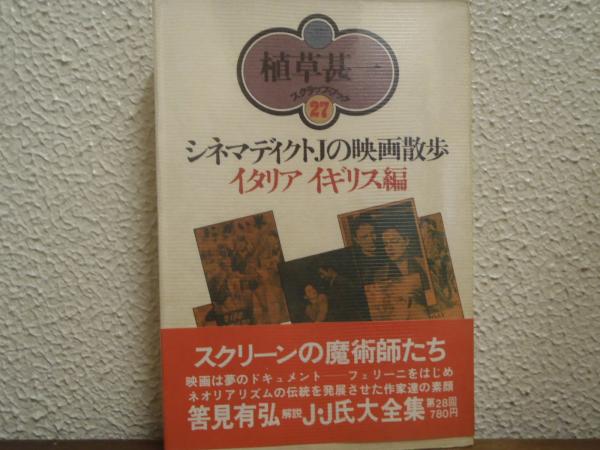 植草甚一
スクラップ・ブック
27
シネマディクトJの映画散歩
イタリア イギリス編
スクリーンの魔術師たち
映画は夢のドキュメント――フェリーニをはじめ
ネオリアリズムの伝統を発展させた作家達の素顔
筈見有弘 解説 J・J氏大全集 第28回 780円